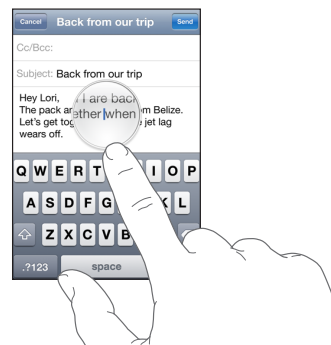 Cancel Back from our trip Send
Cc/Bcc:
Subject: Back from our trip
Hey Lori,
I are back
The pack an m Belize.
ether when
Let's get tog e jet lag
wears off.
Q W E R T I O P
A S D F G K L
Z X C V B
.?123 space